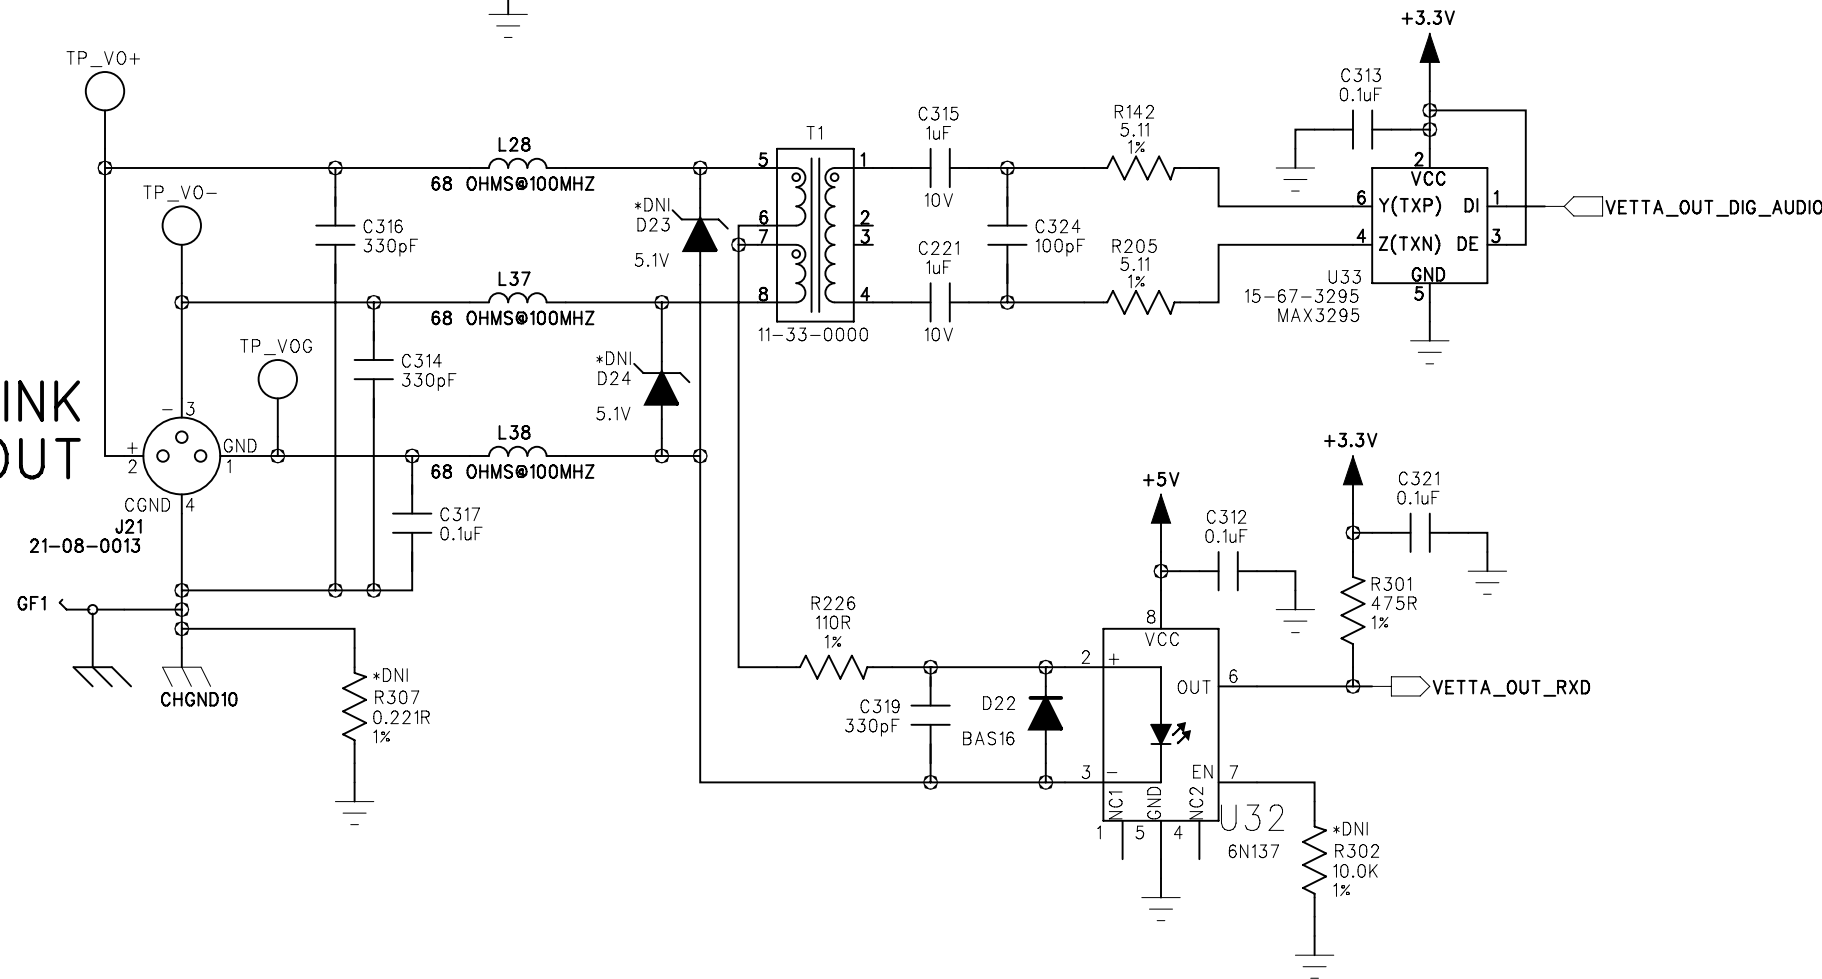 +3.3V
TP_VO+
C313
0.1uF
L28
68 OHMS@100MHZ
T1
C315
1uF
10V
R142
5.11
1%
TP_VO-
C316
330pF
*DNI
D23
5.1V
5
6
7
8
1
2
3
4
11-33-0000
C324
100pF
C221
1uF
10V
R205
5.11
1%
2
VCC
6
Y(TXP)
DI
1
VETTA_OUT_DIG_AUDIO
4
Z(TXN)
DE
3
GND
5
U33
15-67-3295
MAX3295
L37
68 OHMS@100MHZ
TP_VOG
C314
330pF
*DNI
D24
5.1V
INK
OUT
-
3
+
2
GND
1
CGND
4
J21
21-08-0013
L38
68 OHMS@100MHZ
C317
0.1uF
GF1
CHGND10
*DNI
R307
0.221R
1%
+5V
C312
0.1uF
+3.3V
C321
0.1uF
R301
475R
1%
R226
110R
1%
C319
330pF
D22
BAS16
8
VCC
2
+
OUT
6
VETTA_OUT_RXD
3
-
EN
7
NC1
GND
NC2
1
5
4
U32
6N137
*DNI
R302
10.0K
1%